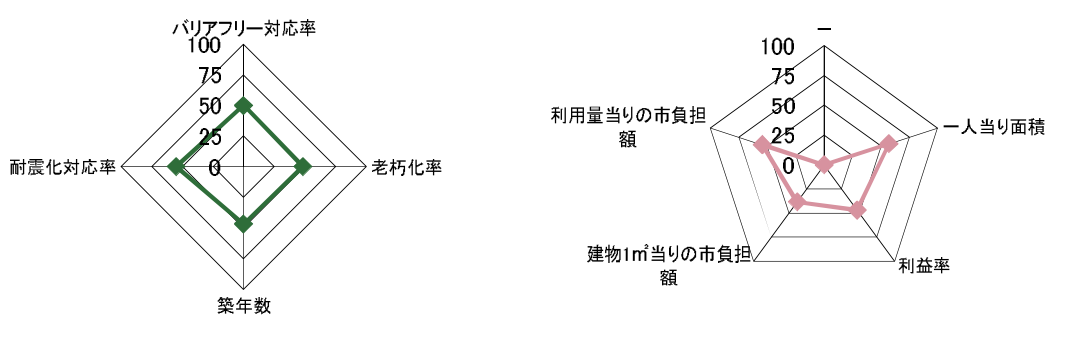 バリアフリー対応率
100
75
50
25
0
耐震化対応率
老朽化率
築年数
ー
100
75
50
25
0
利用量当りの市負担
額
一人当り面積
建物1㎡当りの市負担
額
利益率